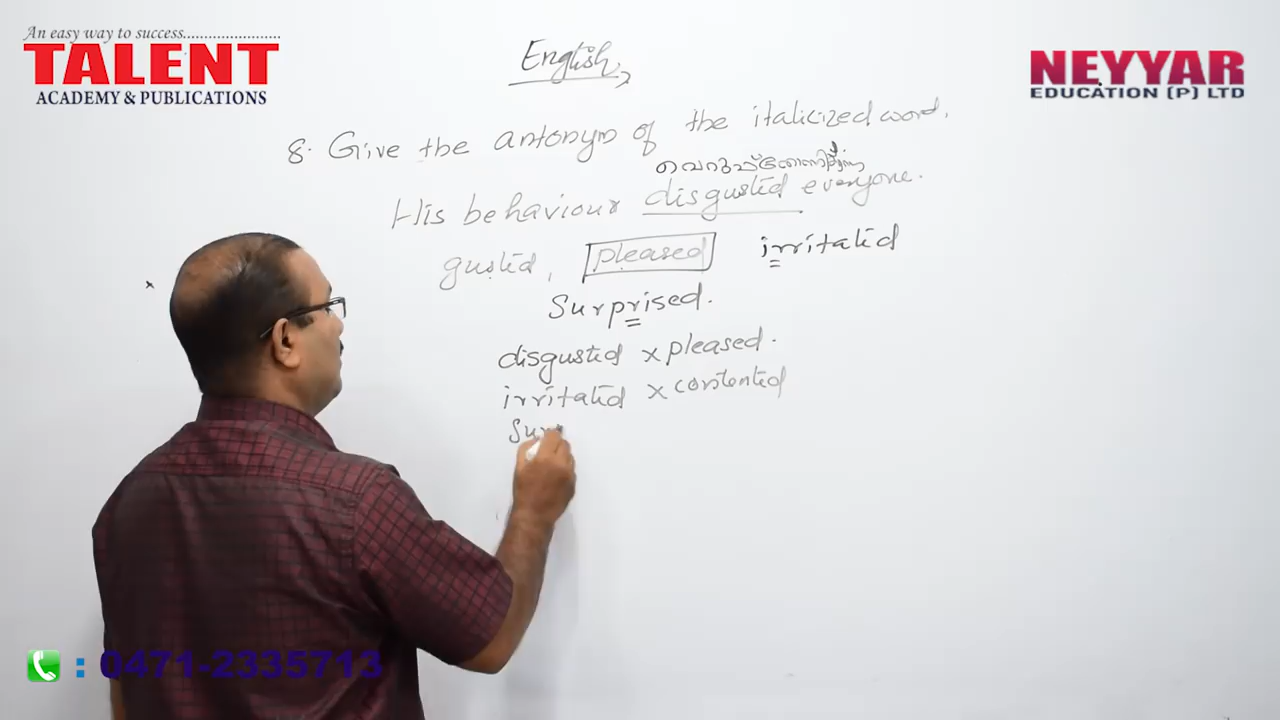 An easy way to success......................
TALENT
ACADEMY & PUBLICATIONS
NEYYAR
EDUCATION (P) LTD
English
8. Give the antonym of the italicized word.
His behaviour disgusted everyone.
gusted, pleased irritated
Surprised.
disgusted x pleased.
irritated x contented
Sur
: 0471-2335713